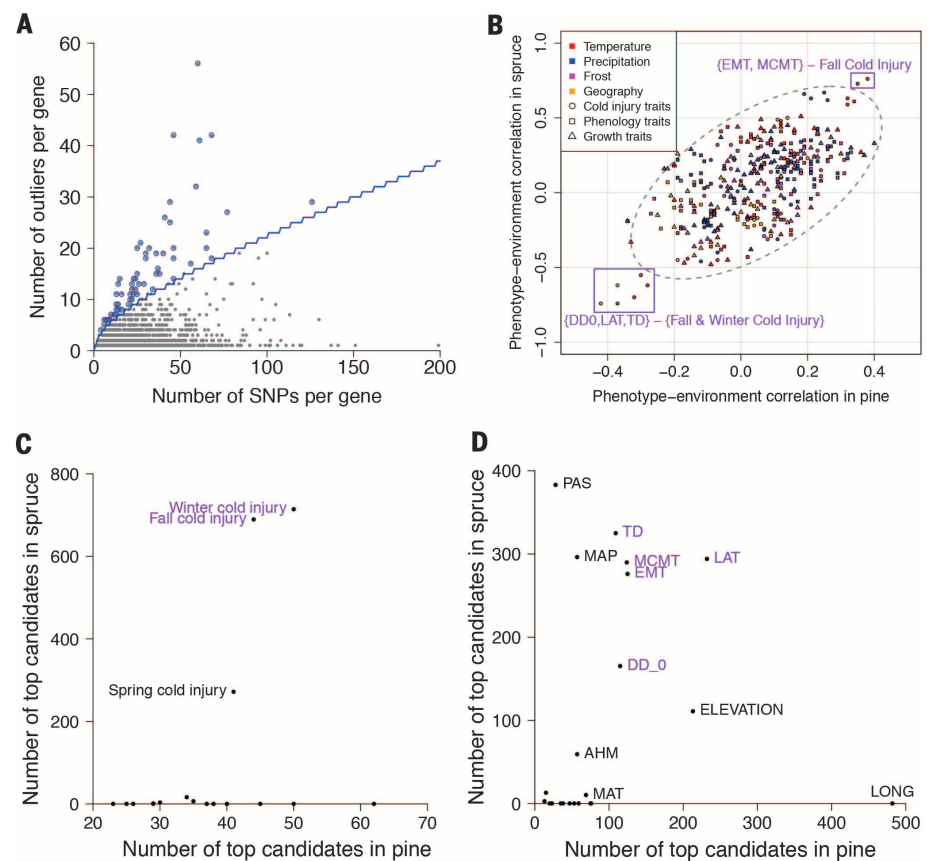 A
60
50
40
30
20
10
0
Number of outliers per gene
0
50
100
150
200
Number of SNPs per gene
B
1.0
0.5
0.0
−0.5
−1.0
Phenotype−environment correlation in spruce
Temperature
Precipitation
Frost
Geography
Cold injury traits
Phenology traits
Growth traits
{EMT, MCMT} – Fall Cold Injury
{DD0,LAT,TD} – {Fall & Winter Cold Injury}
−0.4
−0.2
0.0
0.2
0.4
Phenotype−environment correlation in pine
C
800
600
400
200
0
Number of top candidates in spruce
Winter cold injury
Fall cold injury
Spring cold injury
20
30
40
50
60
70
Number of top candidates in pine
D
400
300
200
100
0
Number of top candidates in spruce
PAS
TD
MAP
MCMT
LAT
EMT
DD_0
ELEVATION
AHM
MAT
LONG
0
100
200
300
400
500
Number of top candidates in pine